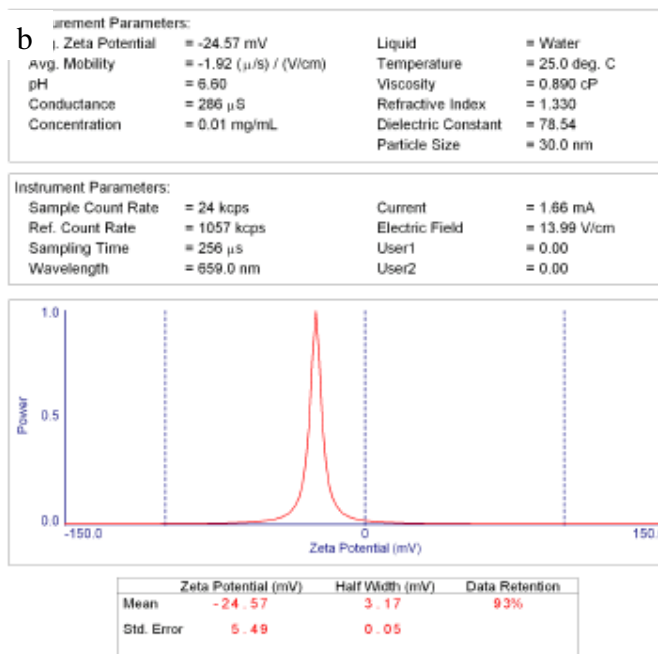 b
urement Parameters:
. Zeta Potential = -24.57 mV Liquid = Water
Avg. Mobility = -1.92 (μ/s) / (V/cm) Temperature = 25.0 deg. C
pH = 6.60 Viscosity = 0.890 cP
Conductance = 286 μS Refractive Index = 1.330
Concentration = 0.01 mg/mL Dielectric Constant = 78.54
Particle Size = 30.0 nm
Instrument Parameters:
Sample Count Rate = 24 kcps Current = 1.66 mA
Ref. Count Rate = 1057 kcps Electric Field = 13.99 V/cm
Sampling Time = 256 μs User1 = 0.00
Wavelength = 659.0 nm User2 = 0.00
1.0
Power
0.5
0.0
-150.0 0 150.
Zeta Potential (mV)
Zeta Potential (mV) Half Width (mV) Data Retention
Mean -24.57 3.17 93%
Std. Error 5.49 0.05